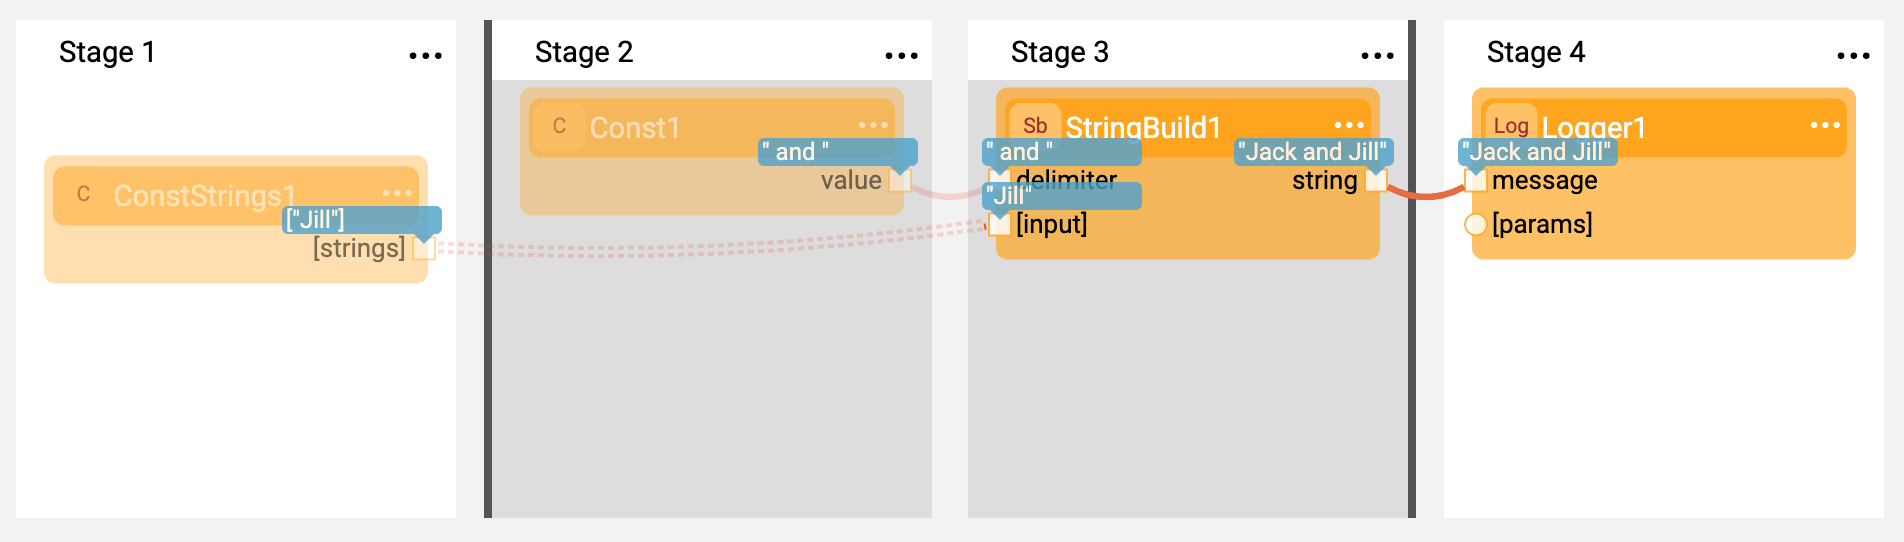 Stage 1
C
ConstStrings1
["Jill"]
[strings]
Stage 2
C
Const1
" and "
value
Stage 3
Sb
StringBuild1
" and "
"Jack and Jill"
delimiter
string
"Jill"
[input]
Stage 4
Log
Logger1
"Jack and Jill"
message
[params]